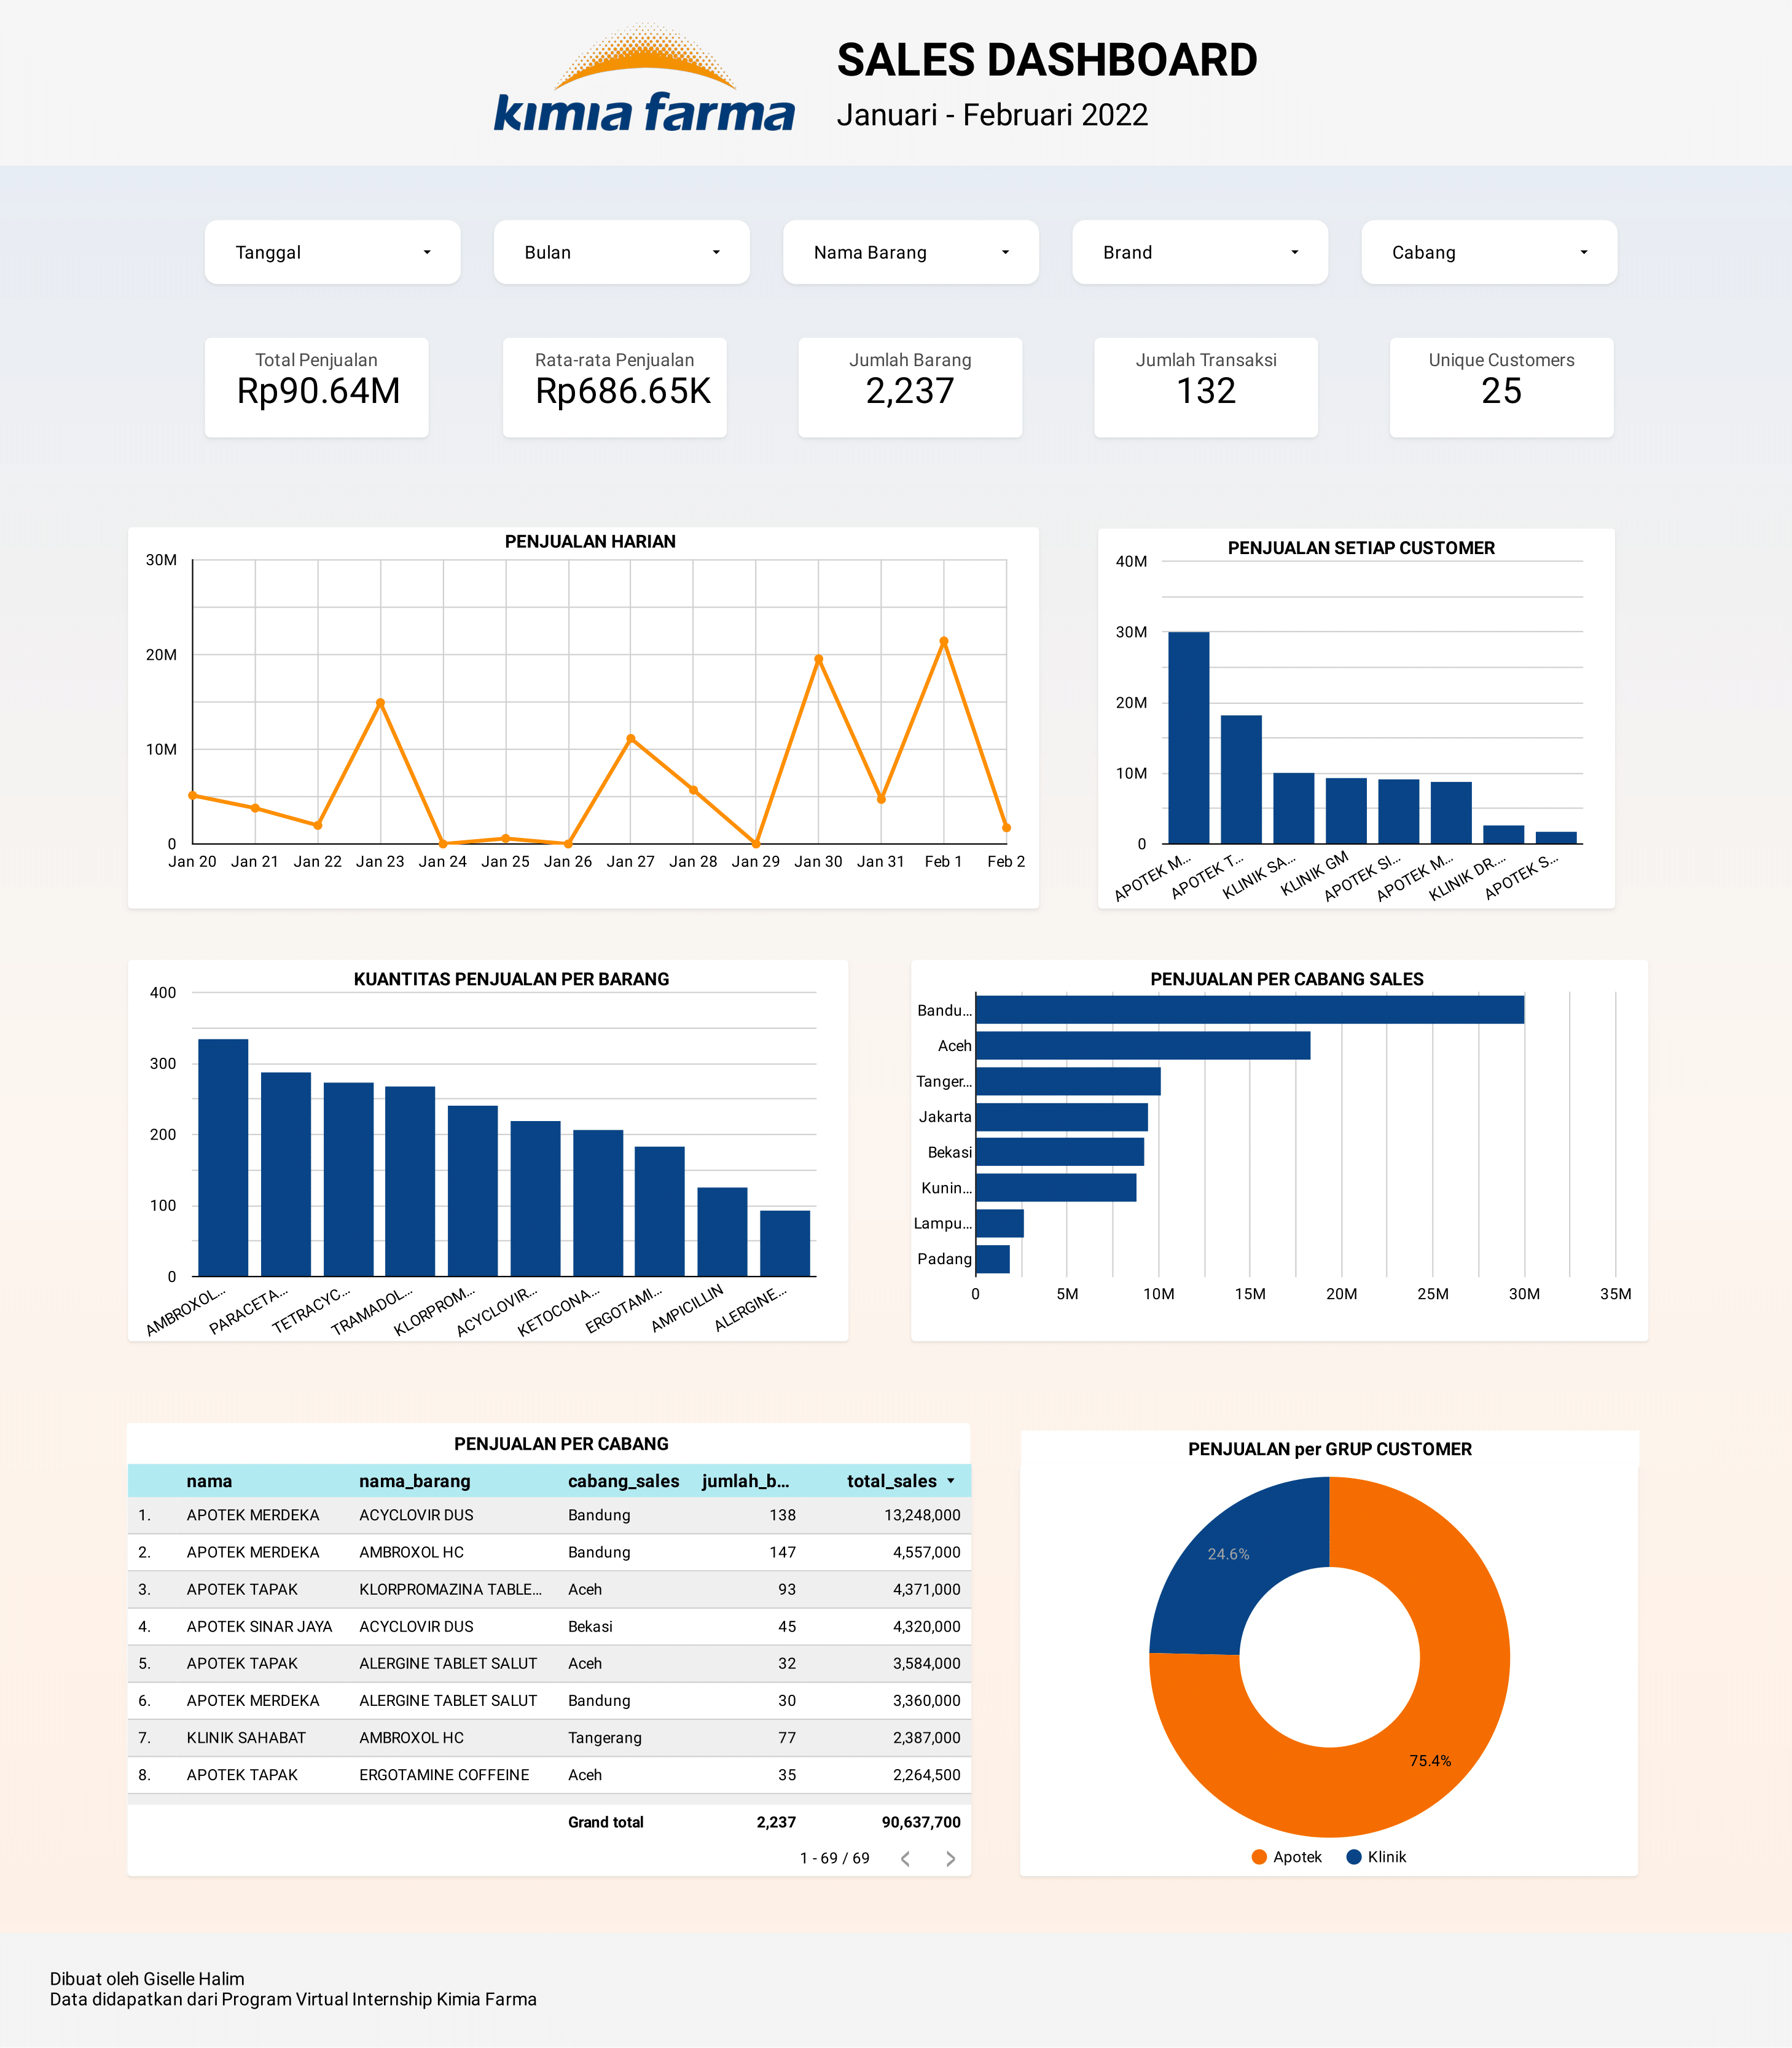 kimia farma
SALES DASHBOARD
Januari - Februari 2022
Tanggal
Bulan
Nama Barang
Brand
Cabang
Total Penjualan
Rp90.64M
Rata-rata Penjualan
Rp686.65K
Jumlah Barang
2,237
Jumlah Transaksi
132
Unique Customers
25
PENJUALAN HARIAN
30M
20M
10M
0
Jan 20 Jan 21 Jan 22 Jan 23 Jan 24 Jan 25 Jan 26 Jan 27 Jan 28 Jan 29 Jan 30 Jan 31 Feb 1 Feb 2
PENJUALAN SETIAP CUSTOMER
40M
30M
20M
10M
0
APOTEK M... APOTEK T... KLINIK SA... KLINIK GM APOTEK SI... APOTEK M... KLINIK DR.... APOTEK S...
KUANTITAS PENJUALAN PER BARANG
400
300
200
100
0
AMBROXOL... PARACETA... TETRACYC... TRAMADOL... KLORPROM... ACYCLOVIR... KETOCONA... ERGOTAMI... AMPICILLIN ALERGINE...
PENJUALAN PER CABANG SALES
Bandu...
Aceh
Tanger...
Jakarta
Bekasi
Kunin...
Lampu...
Padang
0 5M 10M 15M 20M 25M 30M 35M
PENJUALAN PER CABANG
nama nama_barang cabang_sales jumlah_b... total_sales
1. APOTEK MERDEKA ACYCLOVIR DUS Bandung 138 13,248,000
2. APOTEK MERDEKA AMBROXOL HC Bandung 147 4,557,000
3. APOTEK TAPAK KLORPROMAZINA TABLE... Aceh 93 4,371,000
4. APOTEK SINAR JAYA ACYCLOVIR DUS Bekasi 45 4,320,000
5. APOTEK TAPAK ALERGINE TABLET SALUT Aceh 32 3,584,000
6. APOTEK MERDEKA ALERGINE TABLET SALUT Bandung 30 3,360,000
7. KLINIK SAHABAT AMBROXOL HC Tangerang 77 2,387,000
8. APOTEK TAPAK ERGOTAMINE COFFEINE Aceh 35 2,264,500
Grand total 2,237 90,637,700
1 - 69 / 69
PENJUALAN per GRUP CUSTOMER
24.6%
75.4%
Apotek Klinik
Dibuat oleh Giselle Halim
Data didapatkan dari Program Virtual Internship Kimia Farma